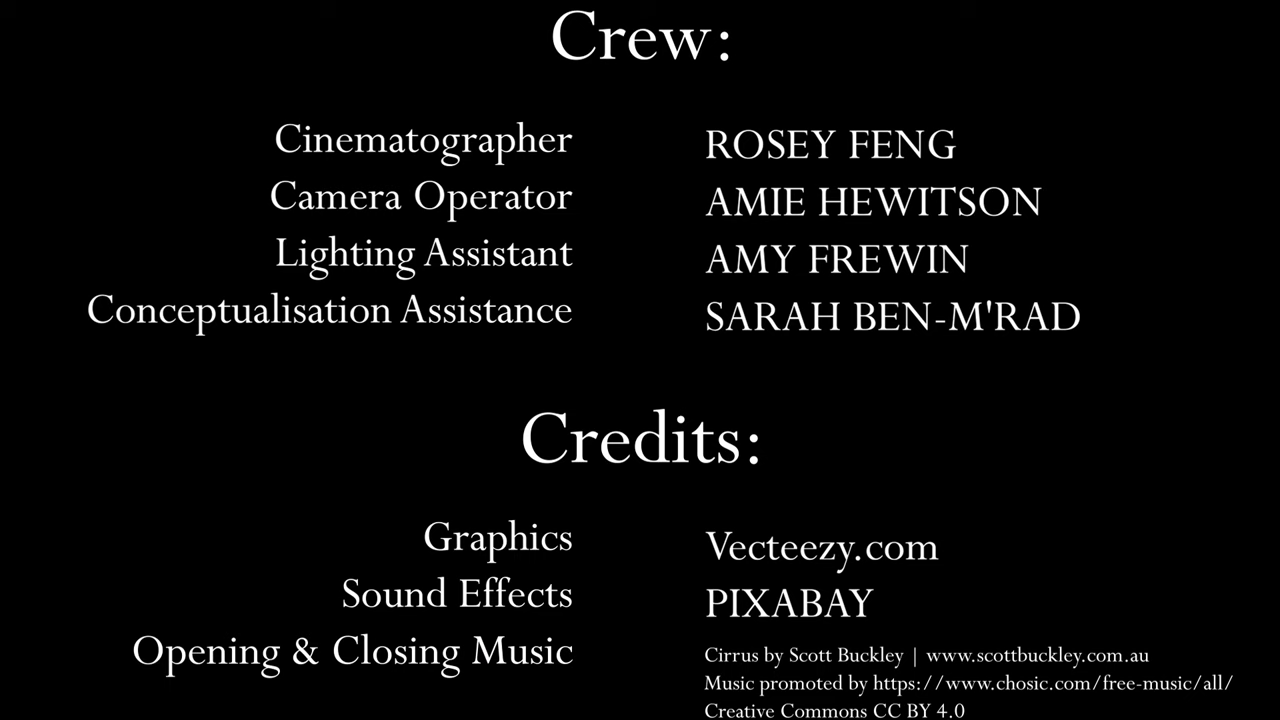 Crew:
Cinematographer ROSEY FENG
Camera Operator AMIE HEWITSON
Lighting Assistant AMY FREWIN
Conceptualisation Assistance SARAH BEN-M'RAD
Credits:
Graphics Vecteezy.com
Sound Effects PIXABAY
Opening & Closing Music Cirrus by Scott Buckley | www.scottbuckley.com.au
Music promoted by https://www.chosic.com/free-music/all/
Creative Commons CC BY 4.0